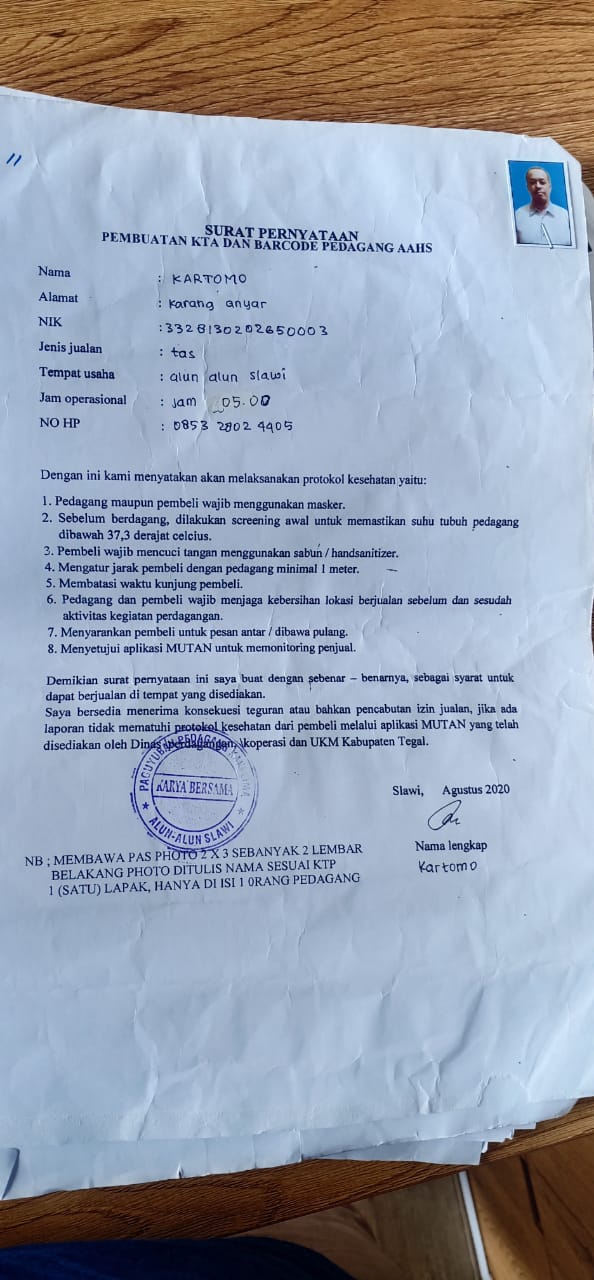 11
SURAT PERNYATAAN
PEMBUATAN KTA DAN BARCODE PEDAGANG AAHS
Nama : KARTOMO
Alamat : Karang anyar
NIK : 3328130202650003
Jenis jualan : tas
Tempat usaha : alun alun slawi
Jam operasional : jam 05.00
NO HP : 0853 2802 4405
Dengan ini kami menyatakan akan melaksanakan protokol kesehatan yaitu:
1. Pedagang maupun pembeli wajib menggunakan masker.
2. Sebelum berdagang, dilakukan screening awal untuk memastikan suhu tubuh pedagang
dibawah 37,3 derajat celcius.
3. Pembeli wajib mencuci tangan menggunakan sabun / handsanitizer.
4. Mengatur jarak pembeli dengan pedagang minimal 1 meter.
5. Membatasi waktu kunjung pembeli.
6. Pedagang dan pembeli wajib menjaga kebersihan lokasi berjualan sebelum dan sesudah
aktivitas kegiatan perdagangan.
7. Menyarankan pembeli untuk pesan antar / dibawa pulang.
8. Menyetujui aplikasi MUTAN untuk memonitoring penjual.
Demikian surat pernyataan ini saya buat dengan sebenar – benarnya, sebagai syarat untuk
dapat berjualan di tempat yang disediakan.
Saya bersedia menerima konsekuesi teguran atau bahkan pencabutan izin jualan, jika ada
laporan tidak mematuhi protokol kesehatan dari pembeli melalui aplikasi MUTAN yang telah
disediakan oleh Dinas perdagangan, koperasi dan UKM Kabupaten Tegal.
PAGUYUBAN PEDAGANG KAKI LIMA
KARYA BERSAMA
ALUN-ALUN SLAWI
Slawi, Agustus 2020
Nama lengkap
Kartomo
NB ; MEMBAWA PAS PHOTO 2 X 3 SEBANYAK 2 LEMBAR
BELAKANG PHOTO DITULIS NAMA SESUAI KTP
1 (SATU) LAPAK, HANYA DI ISI 1 0RANG PEDAGANG